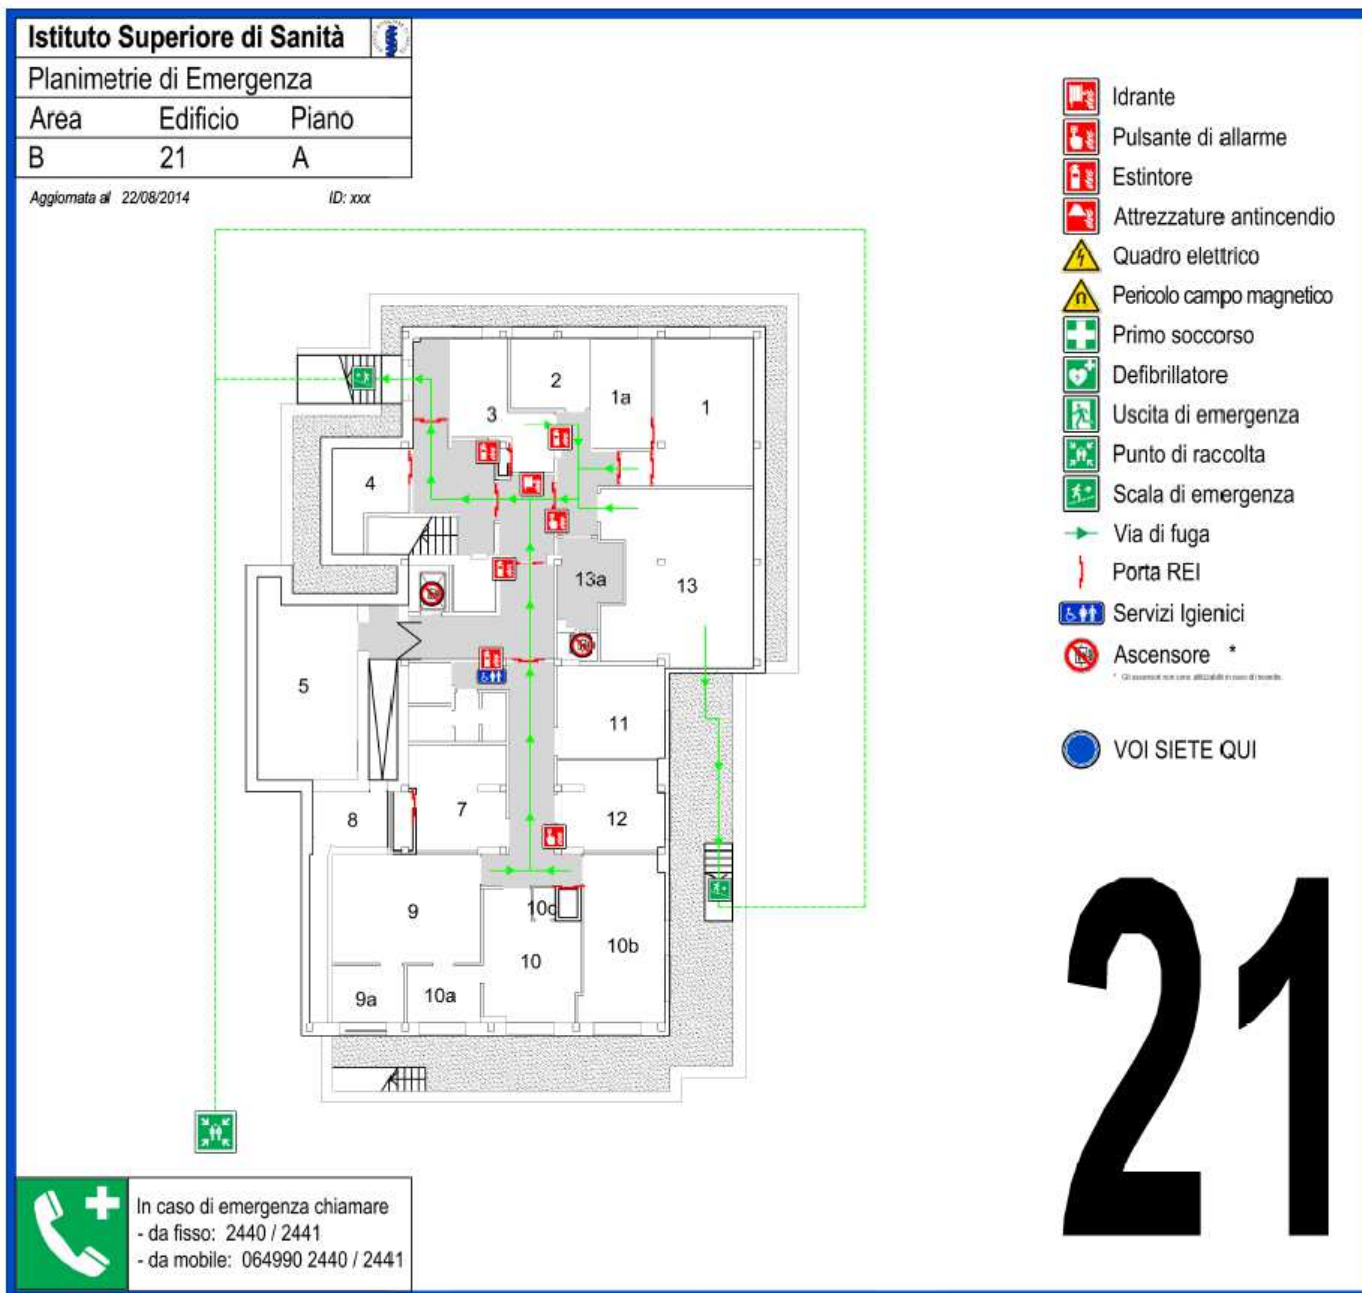 Istituto Superiore di Sanità
Planimetrie di Emergenza
Area Edificio Piano
B 21 A
Aggiornata al 22/08/2014 ID: xxx
Idrante
Pulsante di allarme
Estintore
Attrezzature antincendio
Quadro elettrico
Pericolo campo magnetico
Primo soccorso
Defibrillatore
Uscita di emergenza
Punto di raccolta
Scala di emergenza
Via di fuga
Porta REI
Servizi Igienici
Ascensore *
VOI SIETE QUI
2
1a
1
3
4
13a
13
5
11
7
12
8
9
10c
10b
10
9a
10a
21
In caso di emergenza chiamare
- da fisso: 2440 / 2441
- da mobile: 064990 2440 / 2441